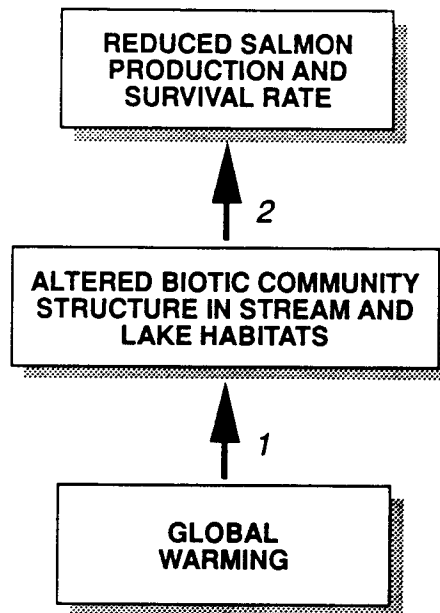 REDUCED SALMON
PRODUCTION AND
SURVIVAL RATE
2
ALTERED BIOTIC COMMUNITY
STRUCTURE IN STREAM AND
LAKE HABITATS
1
GLOBAL
WARMING